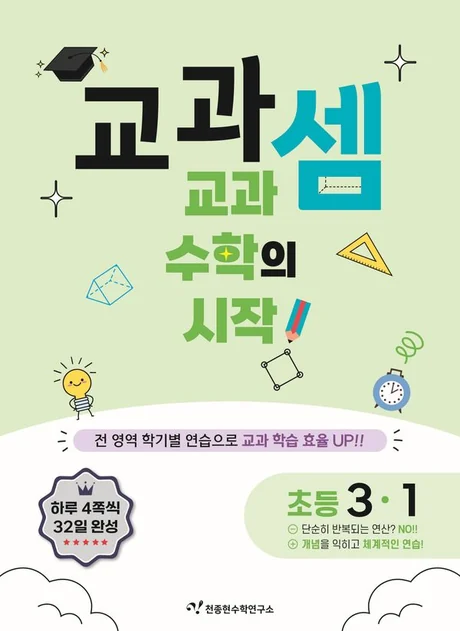 교과셈
교과
수학의
시작!
전 영역 학기별 연습으로 교과 학습 효율 UP!!
하루 4쪽씩
32일 완성
초등 3·1
단순히 반복되는 연산? NO!!
개념을 익히고 체계적인 연습!
천종현수학연구소